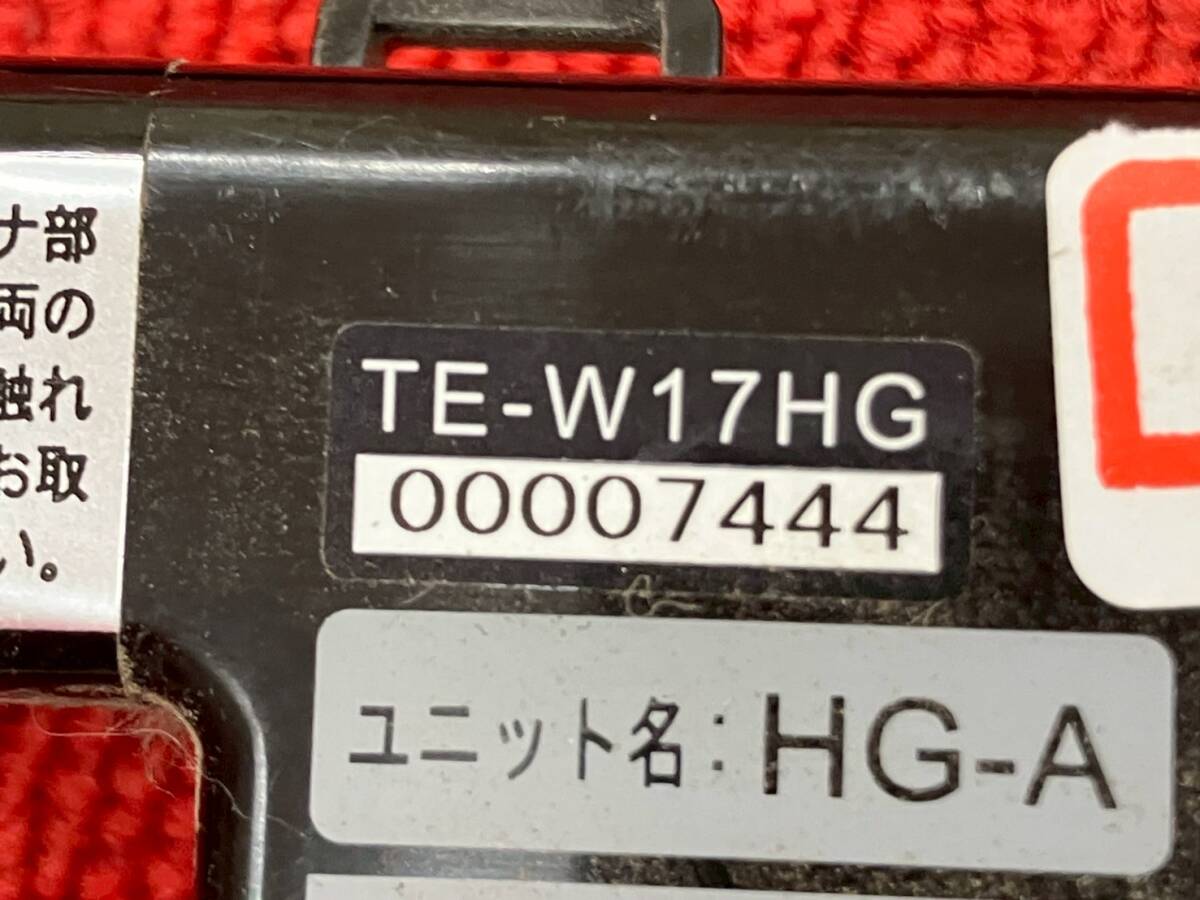 ナ部
両の
触れ
お取
い。
TE-W17HG
00007444
ユニット名:HG-A